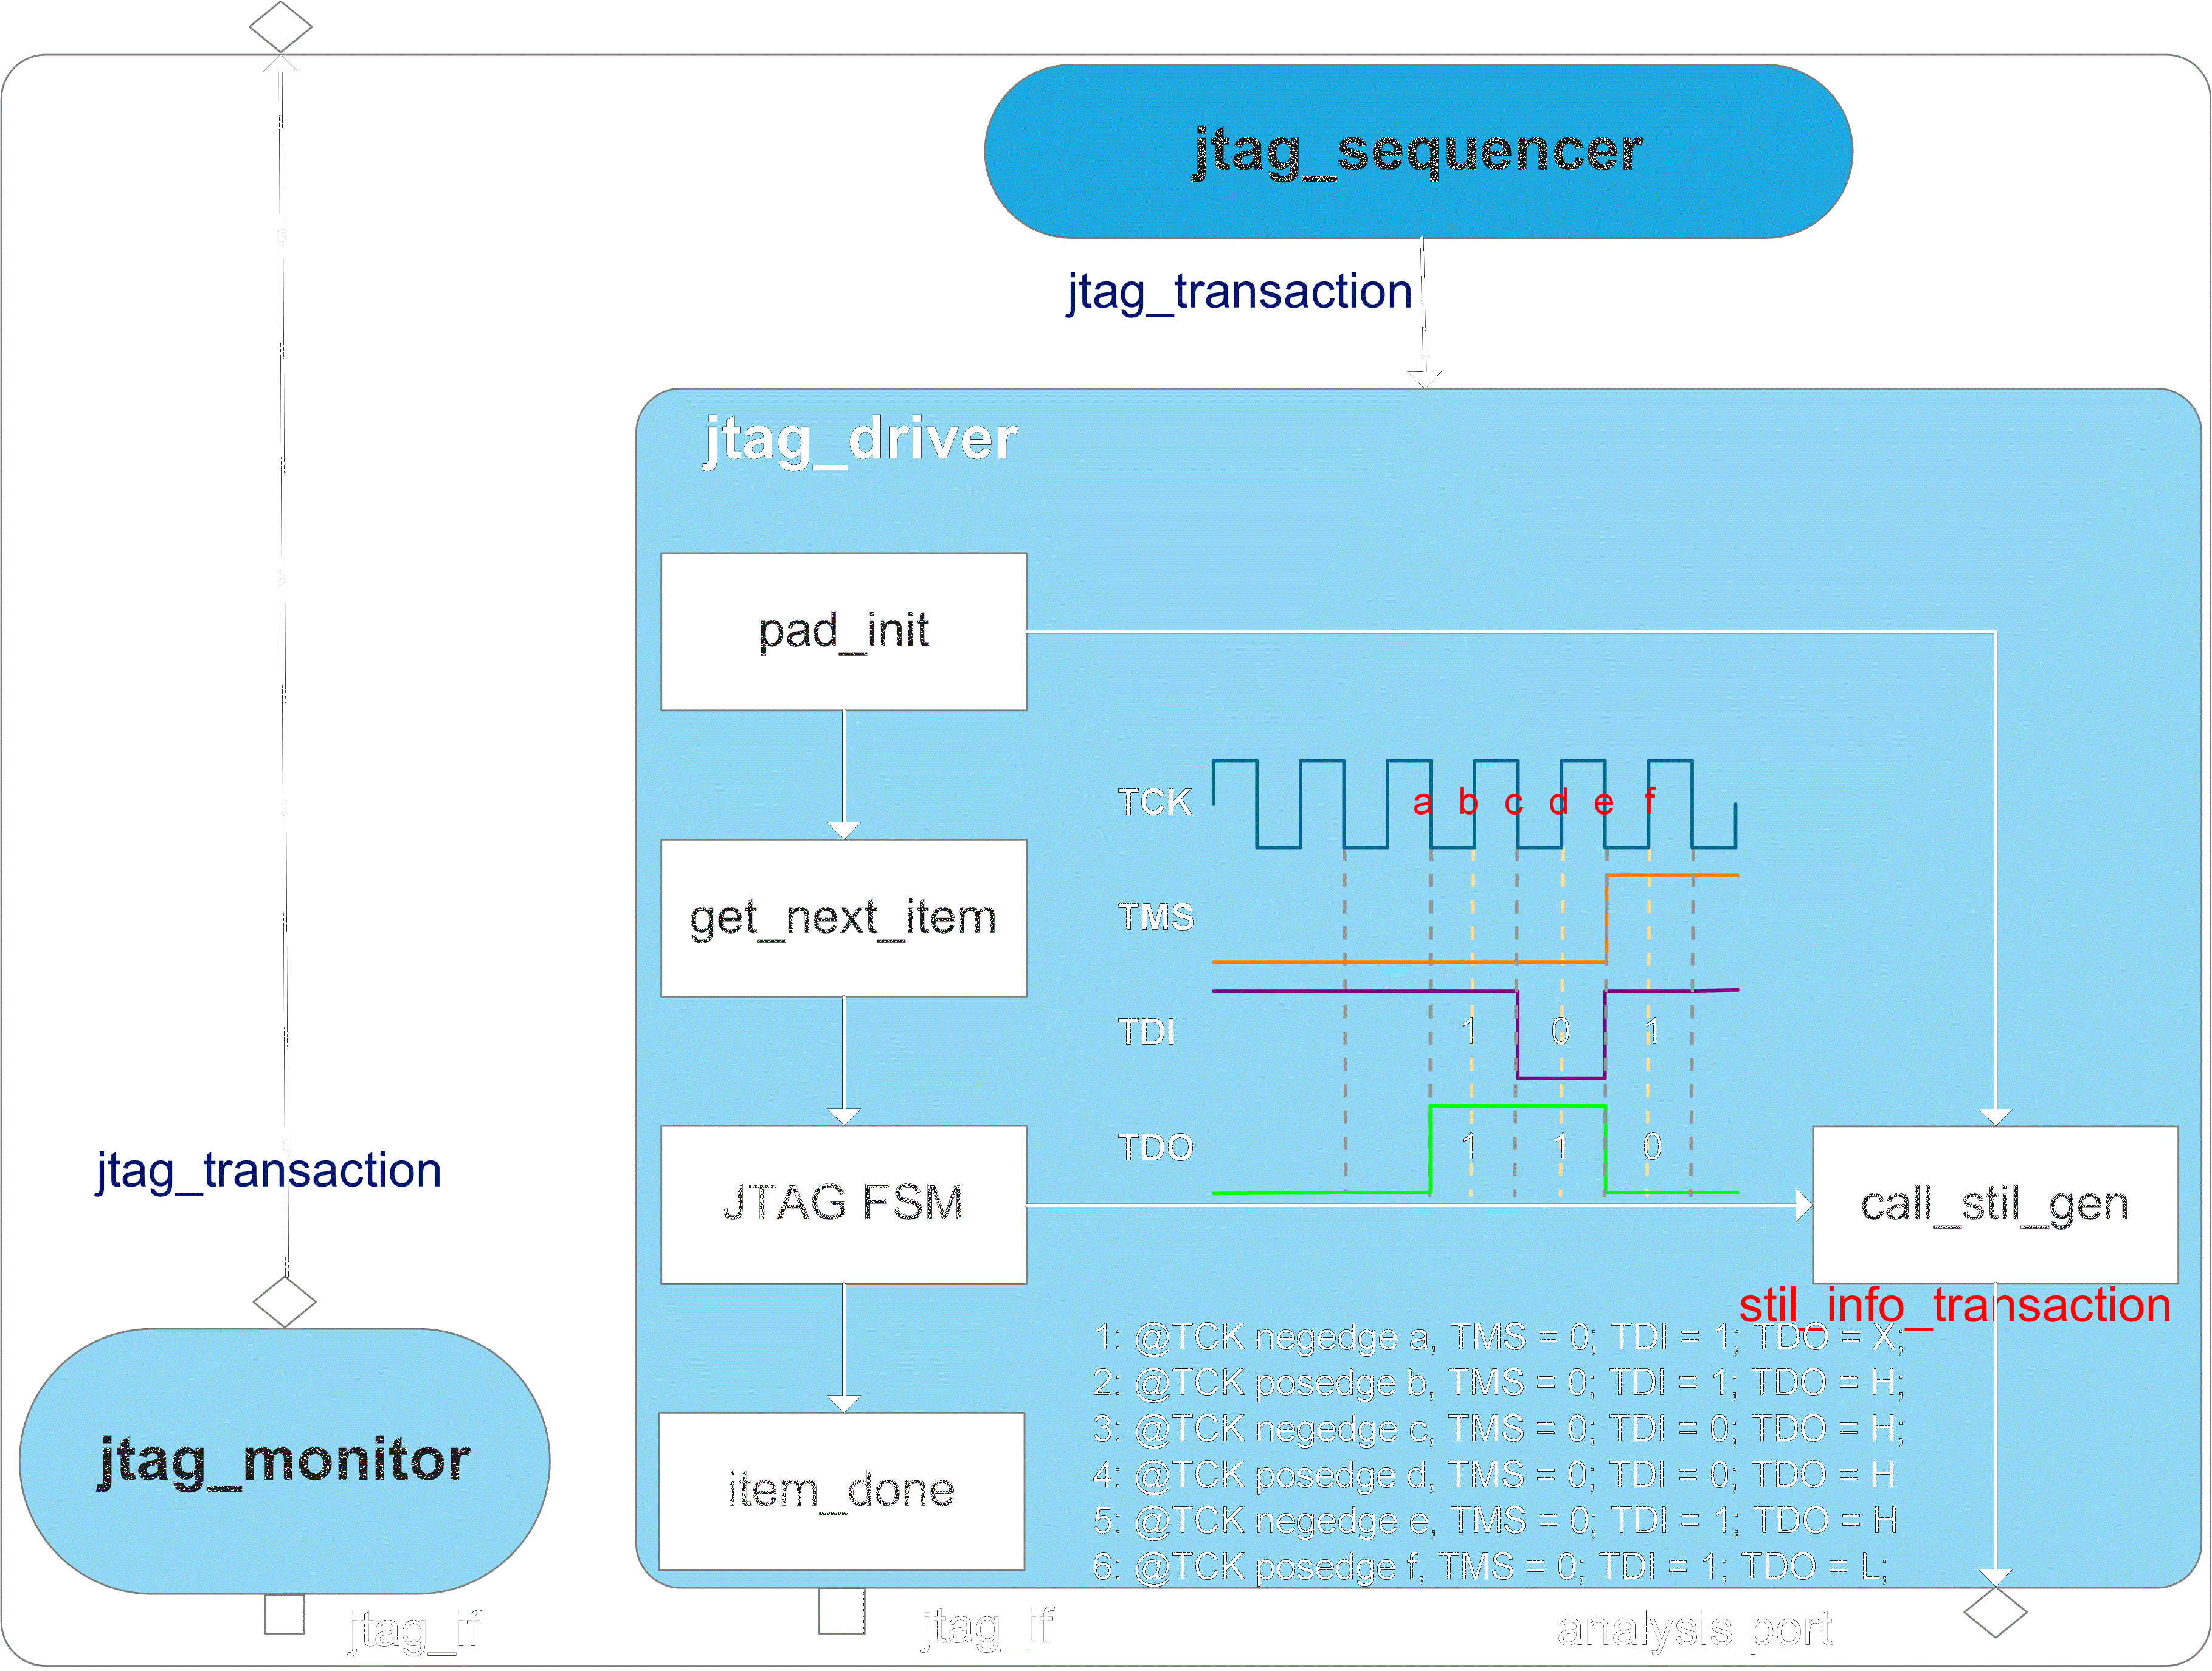 jtag_sequencer
jtag_transaction
jtag_driver
pad_init
get_next_item
JTAG FSM
item_done
TCK
a b c d e f
TMS
TDI
1 0 1
TDO
1 1 0
call_stil_gen
stil_info_transaction
1: @TCK negedge a, TMS = 0; TDI = 1; TDO = X;
2: @TCK posedge b, TMS = 0; TDI = 1; TDO = H;
3: @TCK negedge c, TMS = 0; TDI = 0; TDO = H;
4: @TCK posedge d, TMS = 0; TDI = 0; TDO = H
5: @TCK negedge e, TMS = 0; TDI = 1; TDO = H
6: @TCK posedge f, TMS = 0; TDI = 1; TDO = L;
jtag_transaction
jtag_monitor
jtag_if
jtag_if
analysis port